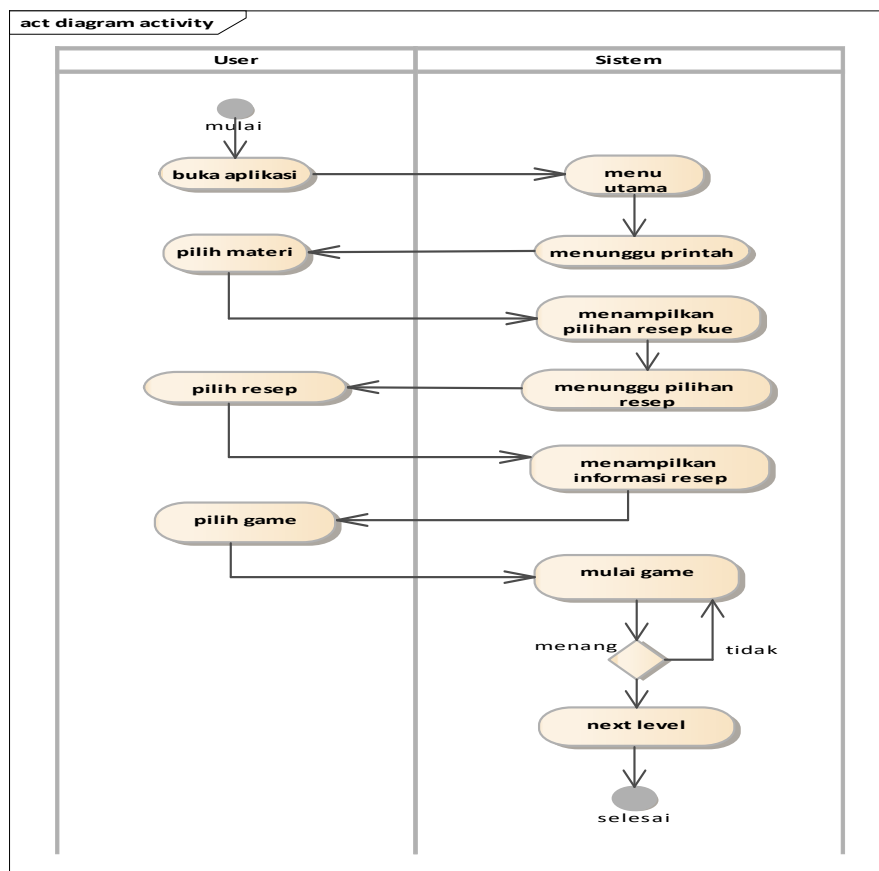 act diagram activity
User
Sistem
mulai
buka aplikasi
menu
utama
pilih materi
menunggu printah
menampilkan
pilihan resep kue
pilih resep
menunggu pilihan
resep
menampilkan
informasi resep
pilih game
mulai game
menang
tidak
next level
selesai